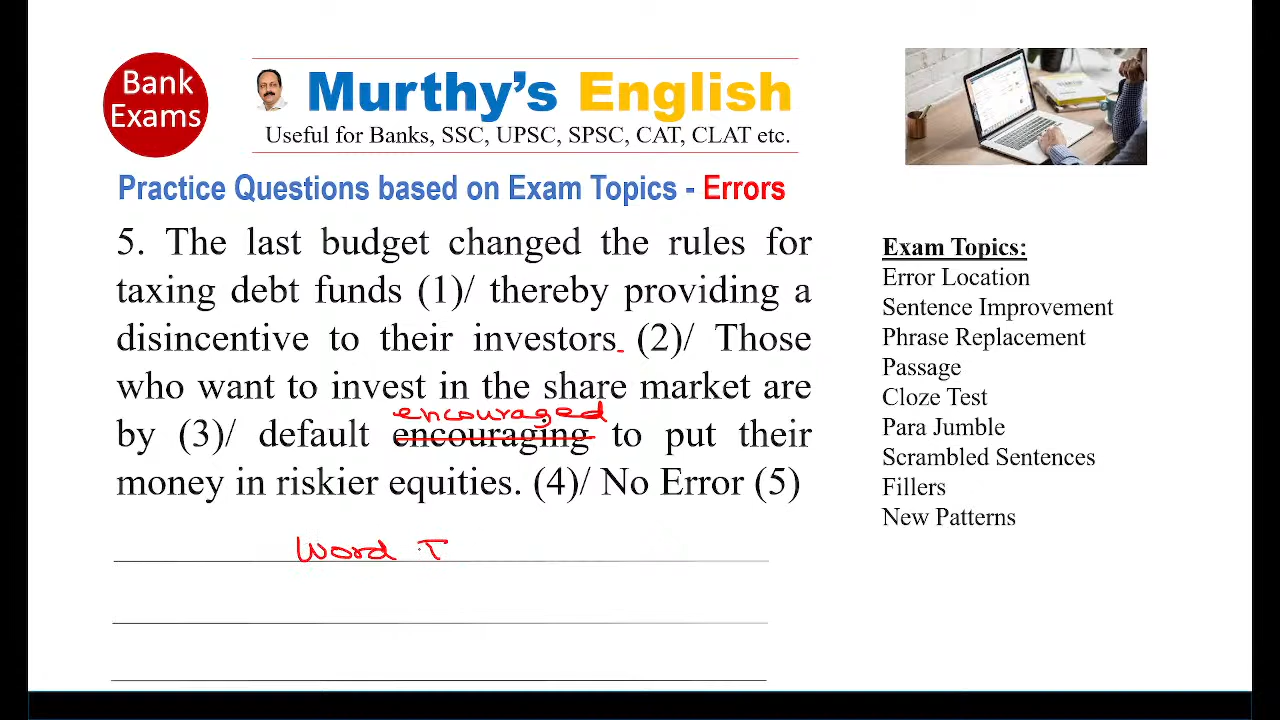 Bank
Exams
Murthy's English
Useful for Banks, SSC, UPSC, SPSC, CAT, CLAT etc.
Practice Questions based on Exam Topics - Errors
5. The last budget changed the rules for
taxing debt funds (1)/ thereby providing a
disincentive to their investors (2)/ Those
who want to invest in the share market are
encouraged
by (3)/ default encouraging to put their
money in riskier equities. (4)/ No Error (5)
Word T
Exam Topics:
Error Location
Sentence Improvement
Phrase Replacement
Passage
Cloze Test
Para Jumble
Scrambled Sentences
Fillers
New Patterns